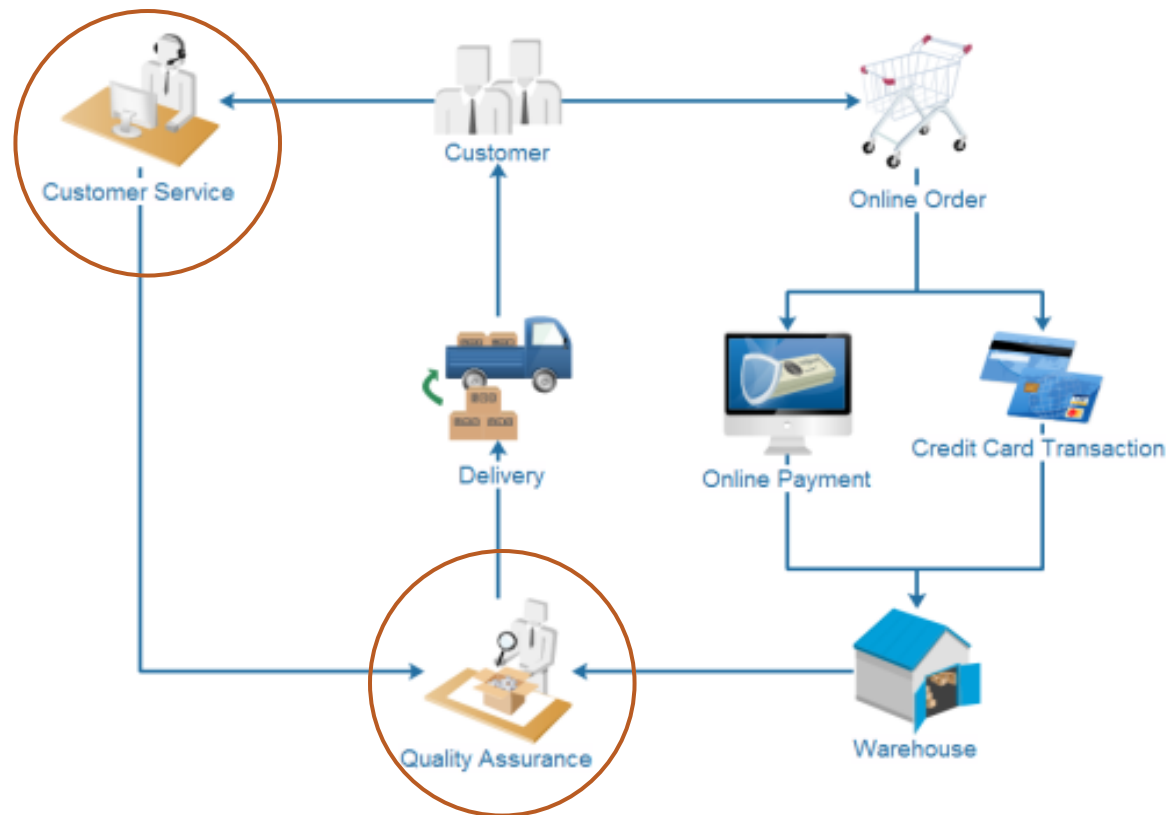 Customer
Customer Service
Online Order
Credit Card Transaction
Delivery
Online Payment
Warehouse
Quality Assurance